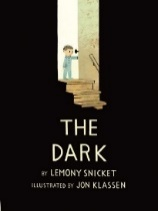 THE
DARK
BY LEMONY SNICKET
ILLUSTRATED BY JON KLASSEN